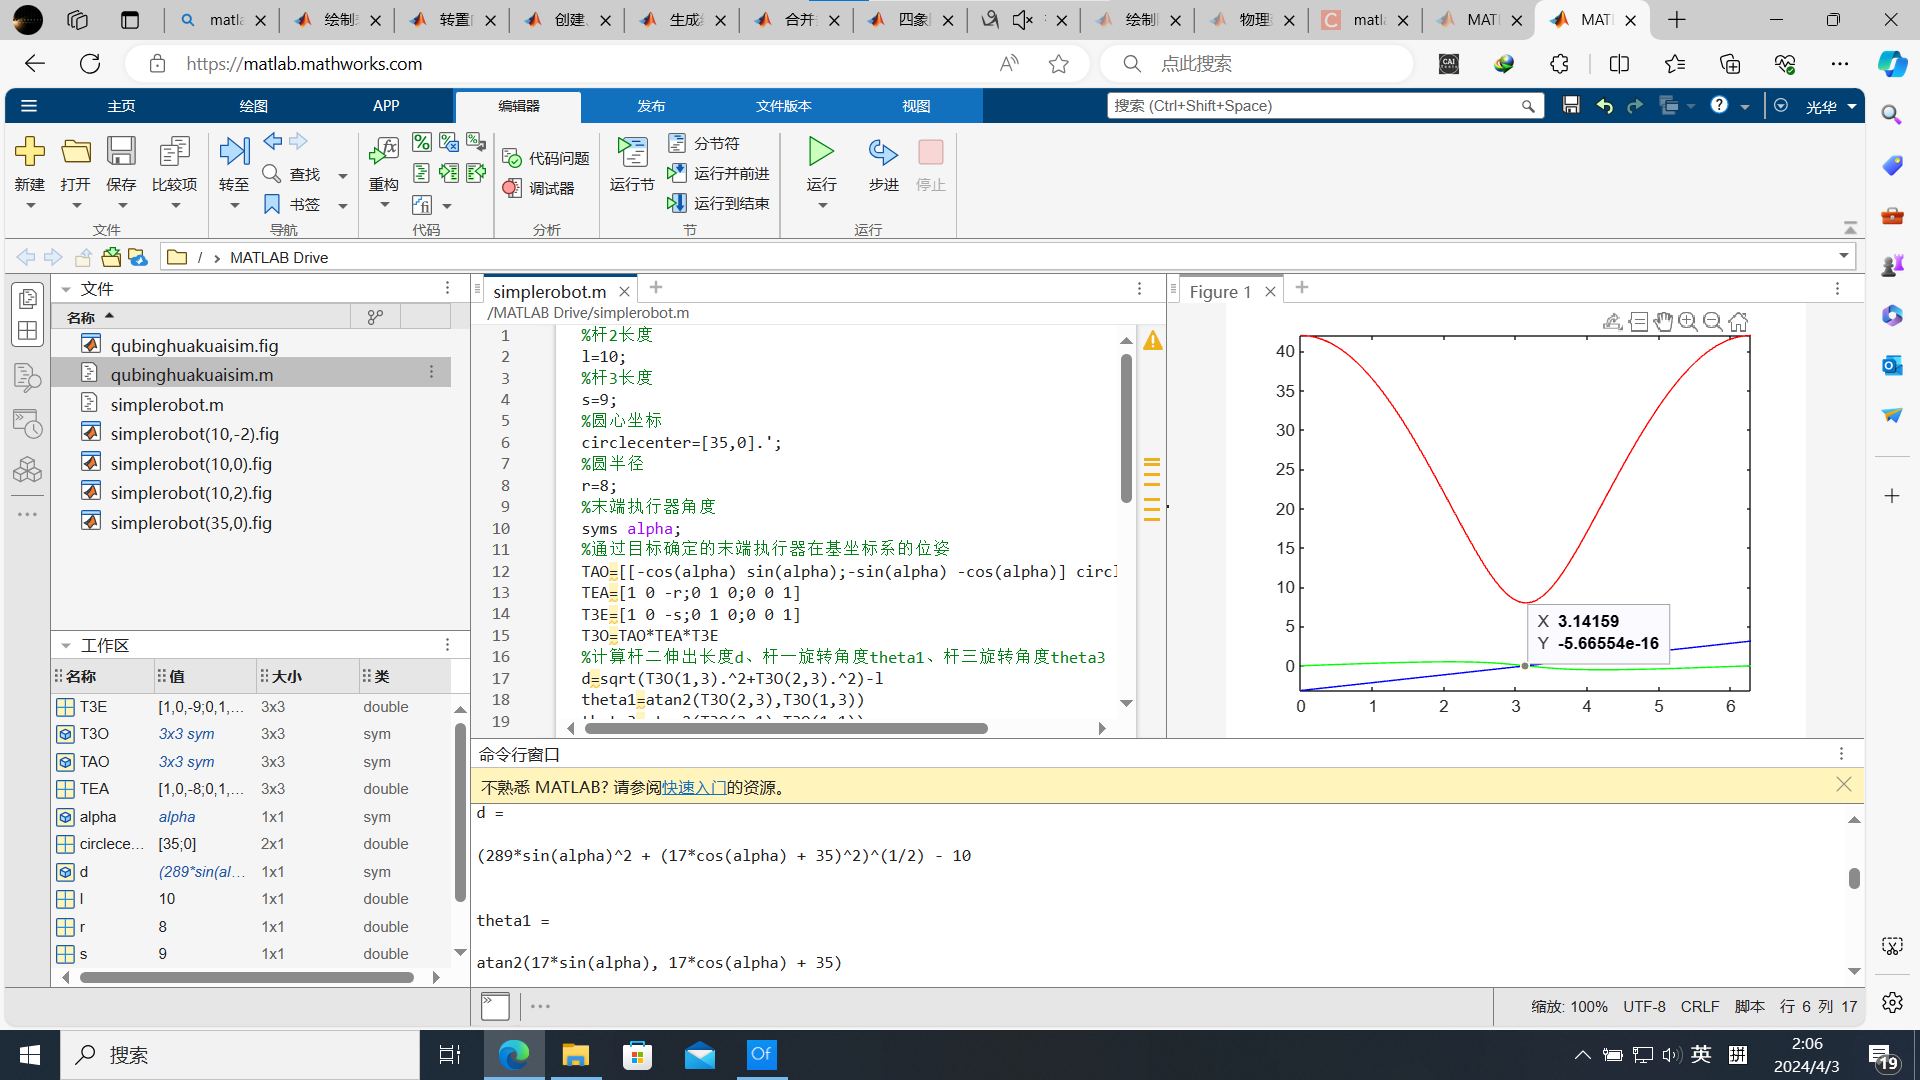 matla
绘制
转置
创建、
生成
合并
四象
绘制
物理
matla
MATL
MATL
https://matlab.mathworks.com
点此搜索
主页
绘图
APP
编辑器
发布
文件版本
视图
搜索 (Ctrl+Shift+Space)
光华
新建
打开
保存
比较项
文件
转至
查找
书签
导航
重构
代码
代码问题
调试器
分析
运行节
分节符
运行并前进
运行到结束
节
运行
步进
停止
运行
/ › MATLAB Drive
文件
名称
qubinghuakuaisim.fig
qubinghuakuaisim.m
simplerobot.m
simplerobot(10,-2).fig
simplerobot(10,0).fig
simplerobot(10,2).fig
simplerobot(35,0).fig
工作区
名称 值 大小 类
T3E [1,0,-9;0,1,... 3x3 double
T3O 3x3 sym 3x3 sym
TAO 3x3 sym 3x3 sym
TEA [1,0,-8;0,1,... 3x3 double
alpha alpha 1x1 sym
circlece... [35;0] 2x1 double
d (289*sin(al... 1x1 sym
l 10 1x1 double
r 8 1x1 double
s 9 1x1 double
simplerobot.m
/MATLAB Drive/simplerobot.m
1 %杆2长度
2 l=10;
3 %杆3长度
4 s=9;
5 %圆心坐标
6 circlecenter=[35,0].';
7 %圆半径
8 r=8;
9 %末端执行器角度
10 syms alpha;
11 %通过目标确定的末端执行器在基坐标系的位姿
12 TAO=[[-cos(alpha) sin(alpha);-sin(alpha) -cos(alpha)] circl
13 TEA=[1 0 -r;0 1 0;0 0 1]
14 T3E=[1 0 -s;0 1 0;0 0 1]
15 T3O=TAO*TEA*T3E
16 %计算杆二伸出长度d、杆一旋转角度theta1、杆三旋转角度theta3
17 d=sqrt(T3O(1,3).^2+T3O(2,3).^2)-l
18 theta1=atan2(T3O(2,3),T3O(1,3))
19
Figure 1
40
35
30
25
20
15
10
5
0
X 3.14159
Y -5.66554e-16
0 1 2 3 4 5 6
命令行窗口
不熟悉 MATLAB? 请参阅快速入门的资源。
d =
(289*sin(alpha)^2 + (17*cos(alpha) + 35)^2)^(1/2) - 10
theta1 =
atan2(17*sin(alpha), 17*cos(alpha) + 35)
缩放: 100% UTF-8 CRLF 脚本 行 6 列 17
搜索
Of
英
拼
2:06
2024/4/3
19